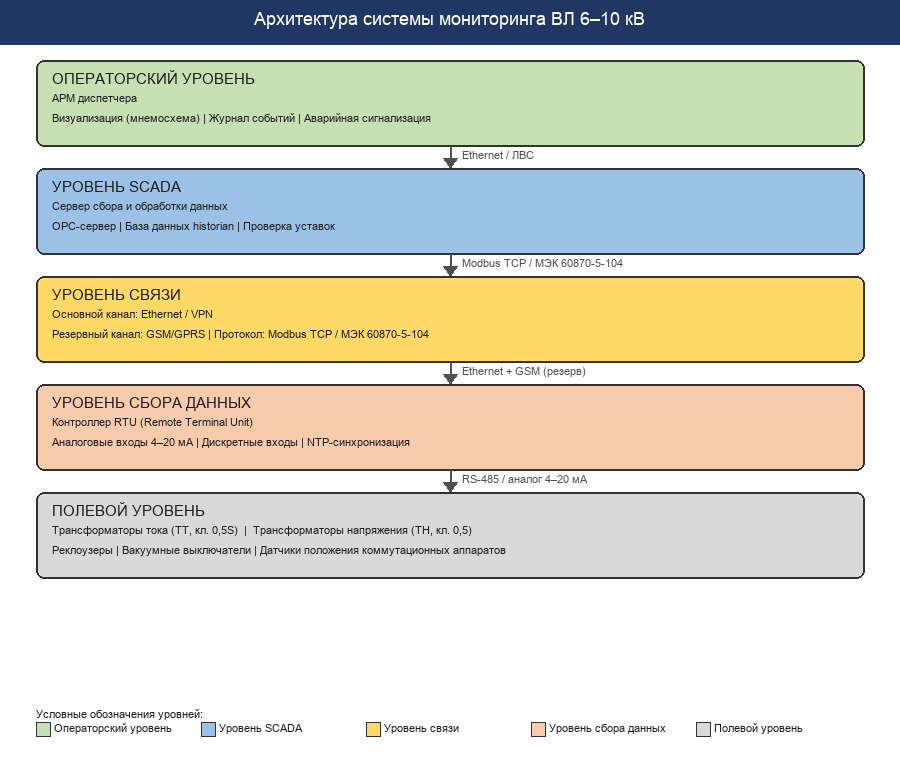 Архитектура системы мониторинга ВЛ 6–10 кВ
ОПЕРАТОРСКИЙ УРОВЕНЬ
АРМ диспетчера
Визуализация (мнемосхема) | Журнал событий | Аварийная сигнализация
Ethernet / ЛВС
УРОВЕНЬ SCADA
Сервер сбора и обработки данных
OPC-сервер | База данных historian | Проверка уставок
Modbus TCP / МЭК 60870-5-104
УРОВЕНЬ СВЯЗИ
Основной канал: Ethernet / VPN
Резервный канал: GSM/GPRS | Протокол: Modbus TCP / МЭК 60870-5-104
Ethernet + GSM (резерв)
УРОВЕНЬ СБОРА ДАННЫХ
Контроллер RTU (Remote Terminal Unit)
Аналоговые входы 4–20 мА | Дискретные входы | NTP-синхронизация
RS-485 / аналог 4–20 мА
ПОЛЕВОЙ УРОВЕНЬ
Трансформаторы тока (ТТ, кл. 0,5S) | Трансформаторы напряжения (ТН, кл. 0,5)
Реклоузеры | Вакуумные выключатели | Датчики положения коммутационных аппаратов
Условные обозначения уровней:
Операторский уровень
Уровень SCADA
Уровень связи
Уровень сбора данных
Полевой уровень